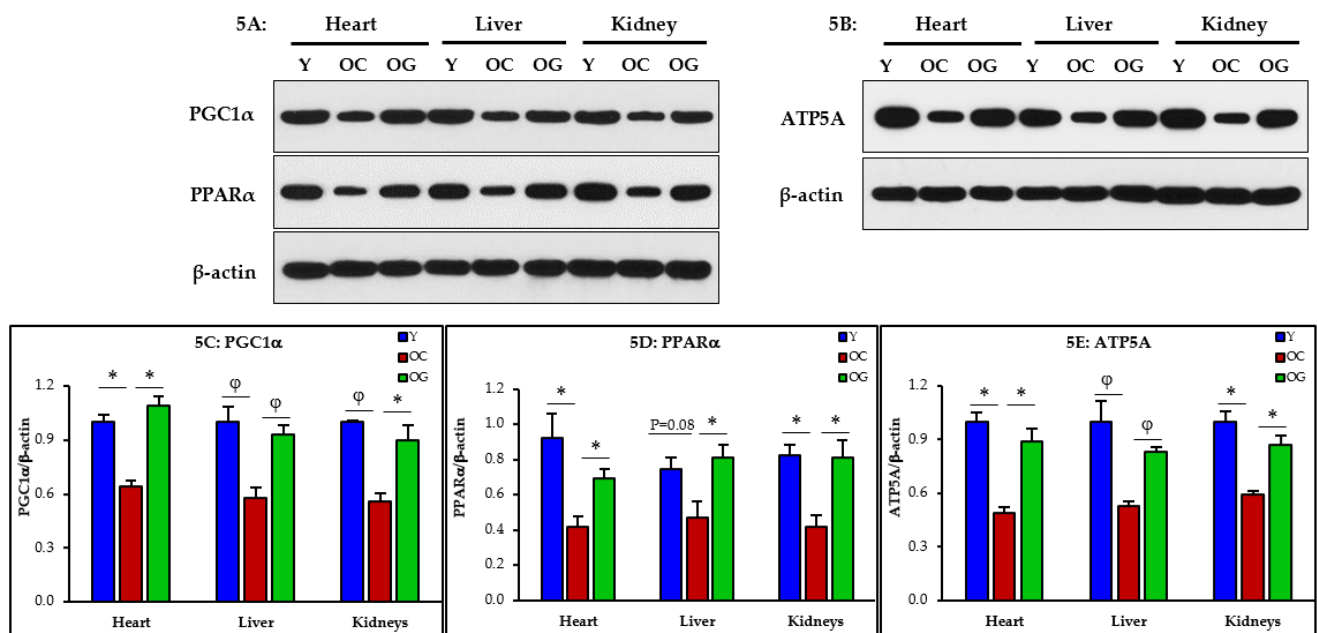 5A: Heart Liver Kidney
Y OC OG Y OC OG Y OC OG
PGC1α
PPARα
β-actin
5B: Heart Liver Kidney
Y OC OG Y OC OG Y OC OG
ATP5A
β-actin
5C: PGC1α
Y
OC
OG
PGC1α/β-actin
1.2
0.9
0.6
0.3
0.0
* * φ φ φ *
Heart Liver Kidneys
5D: PPARα
Y
OC
OG
PPARα/β-actin
1.2
1.0
0.8
0.6
0.4
0.2
0.0
* * P=0.08 * * *
Heart Liver Kidneys
5E: ATP5A
Y
OC
OG
ATP5A/β-actin
1.2
0.9
0.6
0.3
0.0
* * φ φ * *
Heart Liver Kidneys